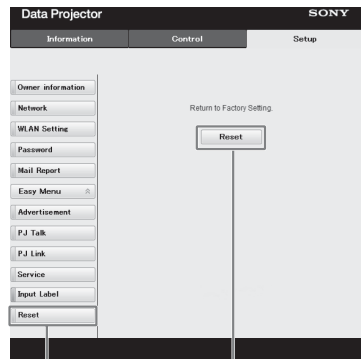 Data Projector SONY
Information Control Setup
Owner information
Network
WLAN Setting
Password
Mail Report
Easy Menu
Advertisement
PJ Talk
PJ Link
Service
Input Label
Reset
Return to Factory Setting.
Reset